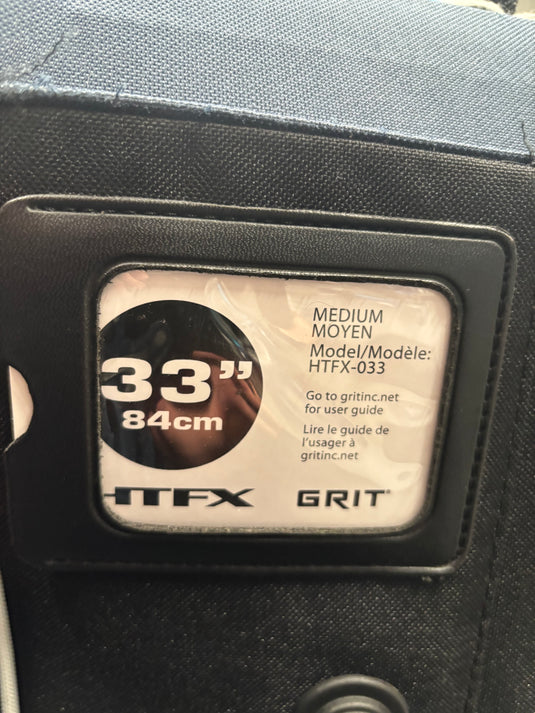 33”
84cm
HTFX
MEDIUM
MOYEN
Model/Modèle:
HTFX-033
Go to gritinc.net
for user guide
Lire le guide de
l'usager à
gritinc.net
GRIT®